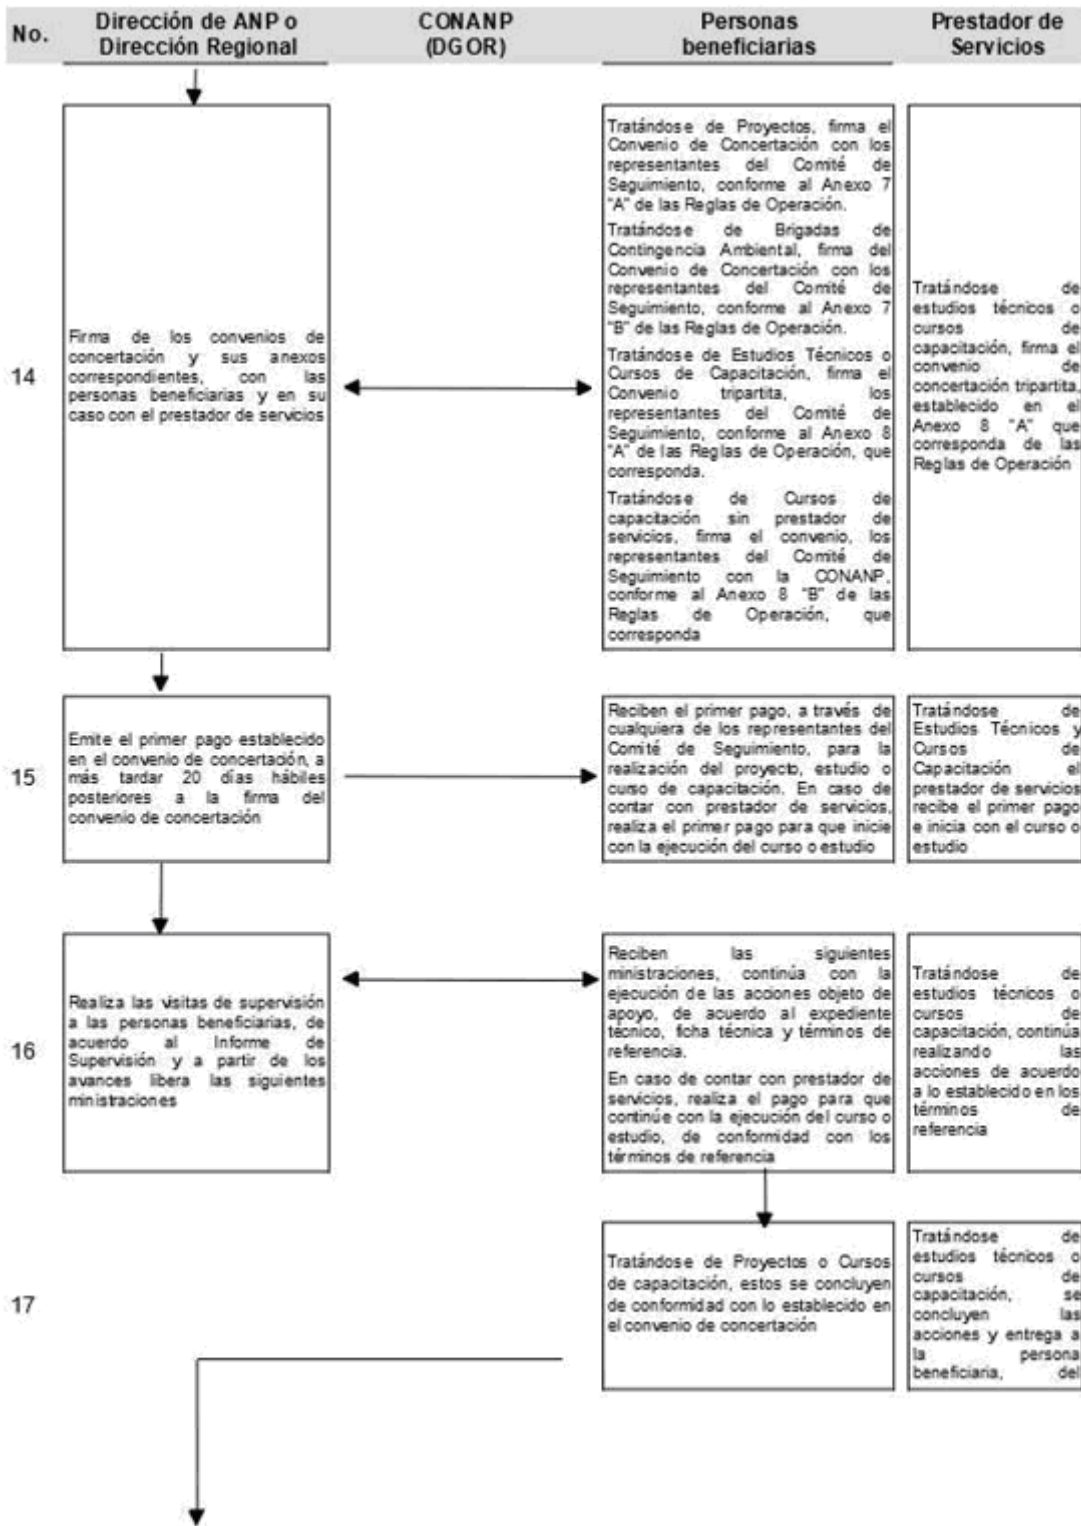 No.
Dirección de ANP o
Dirección Regional
CONANP
(DGOR)
Personas
beneficiarias
Prestador de
Servicios
14
Firma de los convenios de
concertación y sus anexos
correspondientes, con las
personas beneficiarias y en su
caso con el prestador de servicios
Tratándose de Proyectos, firma el
Convenio de Concertación con los
representantes del Comité de
Seguimiento, conforme al Anexo 7
"A" de las Reglas de Operación.
Tratándose de Brigadas de
Contingencia Ambiental, firma del
Convenio de Concertación con los
representantes del Comité de
Seguimiento, conforme al Anexo 7
"B" de las Reglas de Operación.
Tratándose de Estudios Técnicos o
Cursos de Capacitación, firma el
Convenio tripartita, los
representantes del Comité de
Seguimiento, conforme al Anexo 8
"A" de las Reglas de Operación, que
corresponda.
Tratándose de Cursos de
capacitación sin prestador de
servicios, firma el convenio, los
representantes del Comité de
Seguimiento con la CONANP,
conforme al Anexo 8 "B" de las
Reglas de Operación, que
corresponda
Tratándose de
estudios técnicos o
cursos de
capacitación, firma el
convenio de
concertación tripartita,
establecido en el
Anexo 8 "A" que
corresponda de las
Reglas de Operación
15
Emite el primer pago establecido
en el convenio de concertación, a
más tardar 20 días hábiles
posteriores a la firma del
convenio de concertación
Reciben el primer pago, a través de
cualquiera de los representantes del
Comité de Seguimiento, para la
realización del proyecto, estudio o
curso de capacitación. En caso de
contar con prestador de servicios,
realiza el primer pago para que inicie
con la ejecución del curso o estudio
Tratándose de
Estudios Técnicos y
Cursos de
Capacitación el
prestador de servicios
recibe el primer pago
e inicia con el curso o
estudio
16
Realiza las visitas de supervisión
a las personas beneficiarias, de
acuerdo al Informe de
Supervisión y a partir de los
avances libera las siguientes
ministraciones
Reciben las siguientes
ministraciones, continúa con la
ejecución de las acciones objeto de
apoyo, de acuerdo al expediente
técnico, ficha técnica y términos de
referencia.
En caso de contar con prestador de
servicios, realiza el pago para que
continúe con la ejecución del curso o
estudio, de conformidad con los
términos de referencia
Tratándose de
estudios técnicos o
cursos de
capacitación, continúa
realizando las
acciones de acuerdo
a lo establecido en los
términos de
referencia
17
Tratándose de Proyectos o Cursos
de capacitación, estos se concluyen
de conformidad con lo establecido en
el convenio de concertación
Tratándose de
estudios técnicos o
cursos de
capacitación, se
concluyen las
acciones y entrega a
la persona
beneficiaria, del